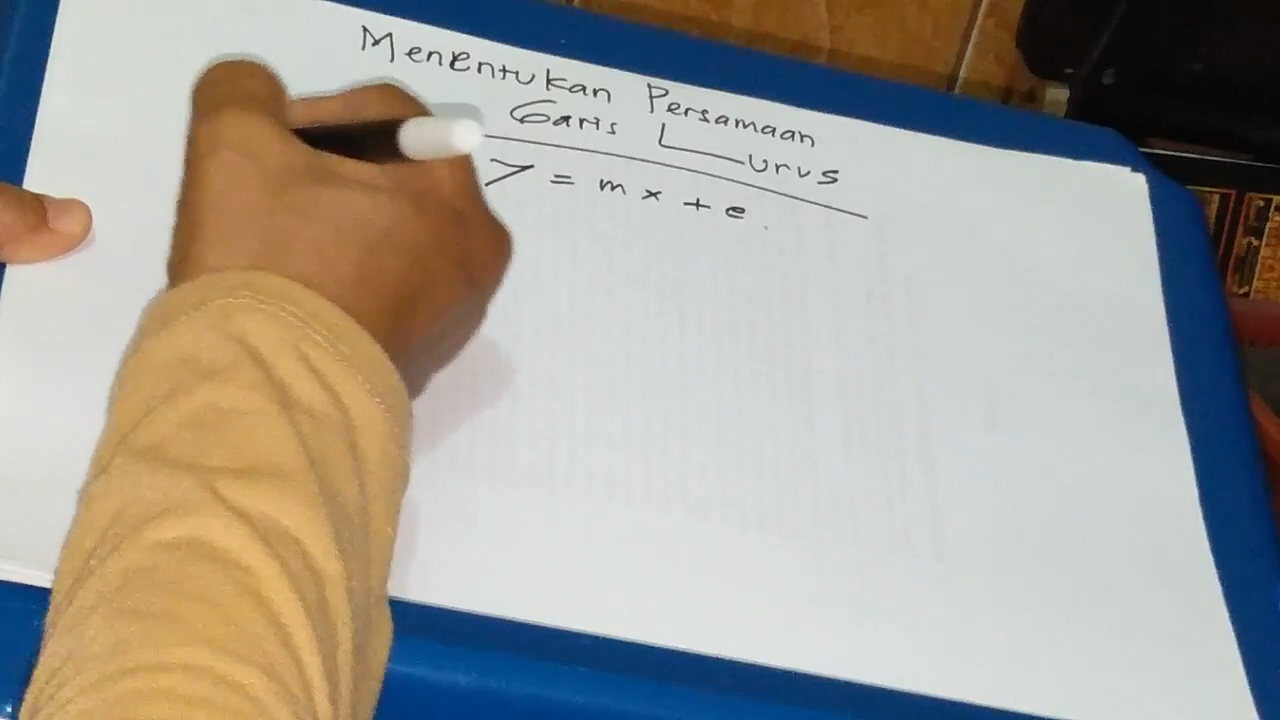 Menentukan Persamaan
Garis Lurus
y = mx + c